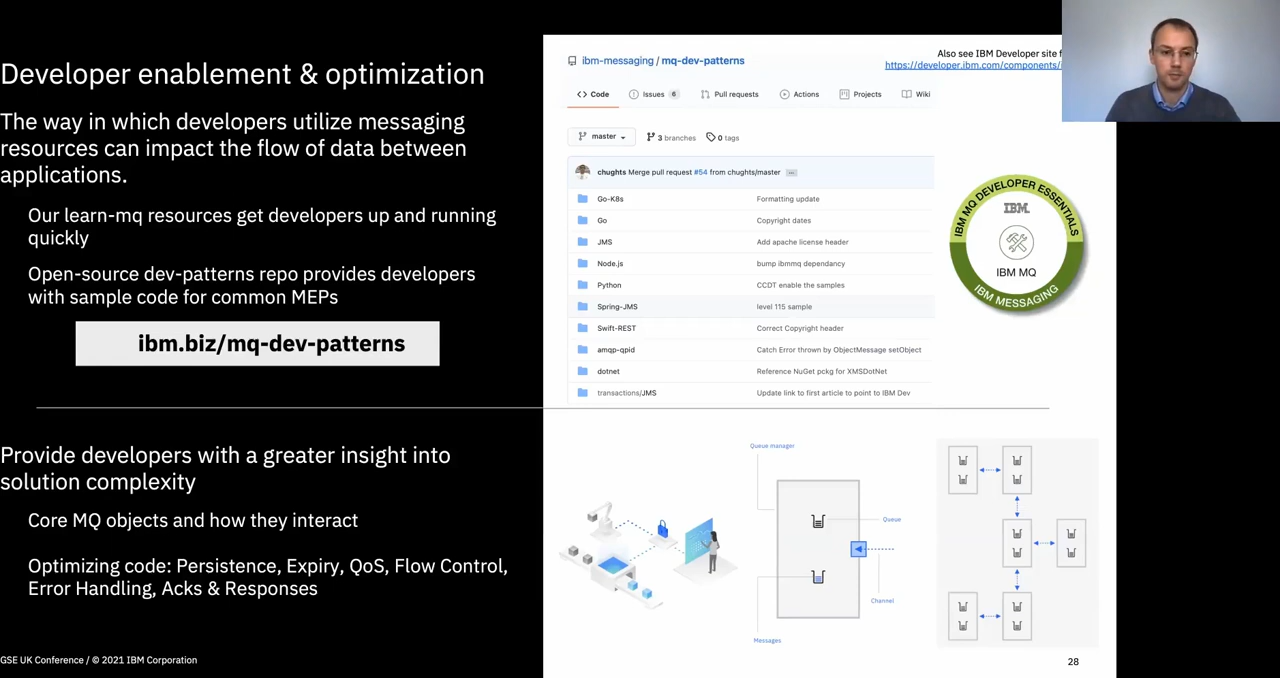 Developer enablement & optimization
The way in which developers utilize messaging
resources can impact the flow of data between
applications.
Our learn-mq resources get developers up and running
quickly
Open-source dev-patterns repo provides developers
with sample code for common MEPs
ibm.biz/mq-dev-patterns
Also see IBM Developer site
https://developer.ibm.com/components/
ibm-messaging / mq-dev-patterns
Code Issues 6 Pull requests Actions Projects Wiki
master 3 branches 0 tags
chughts Merge pull request #54 from chughts/master ...
Go-K8s Formatting update
Go Copyright dates
JMS Add apache license header
Node.js bump ibmmq dependancy
Python CCDT enable the samples
Spring-JMS level 115 sample
Swift-REST Correct Copyright header
amqp-qpid Catch Error thrown by ObjectMessage setObject
dotnet Reference NuGet pckg for XMSDotNet
transactions/JMS Update link to first article to point to IBM Dev
IBM MQ DEVELOPER ESSENTIALS
IBM
IBM MQ
IBM MESSAGING
Provide developers with a greater insight into
solution complexity
Core MQ objects and how they interact
Optimizing code: Persistence, Expiry, QoS, Flow Control,
Error Handling, Acks & Responses
Queue manager
Queue
Channel
Messages
GSE UK Conference / © 2021 IBM Corporation
28